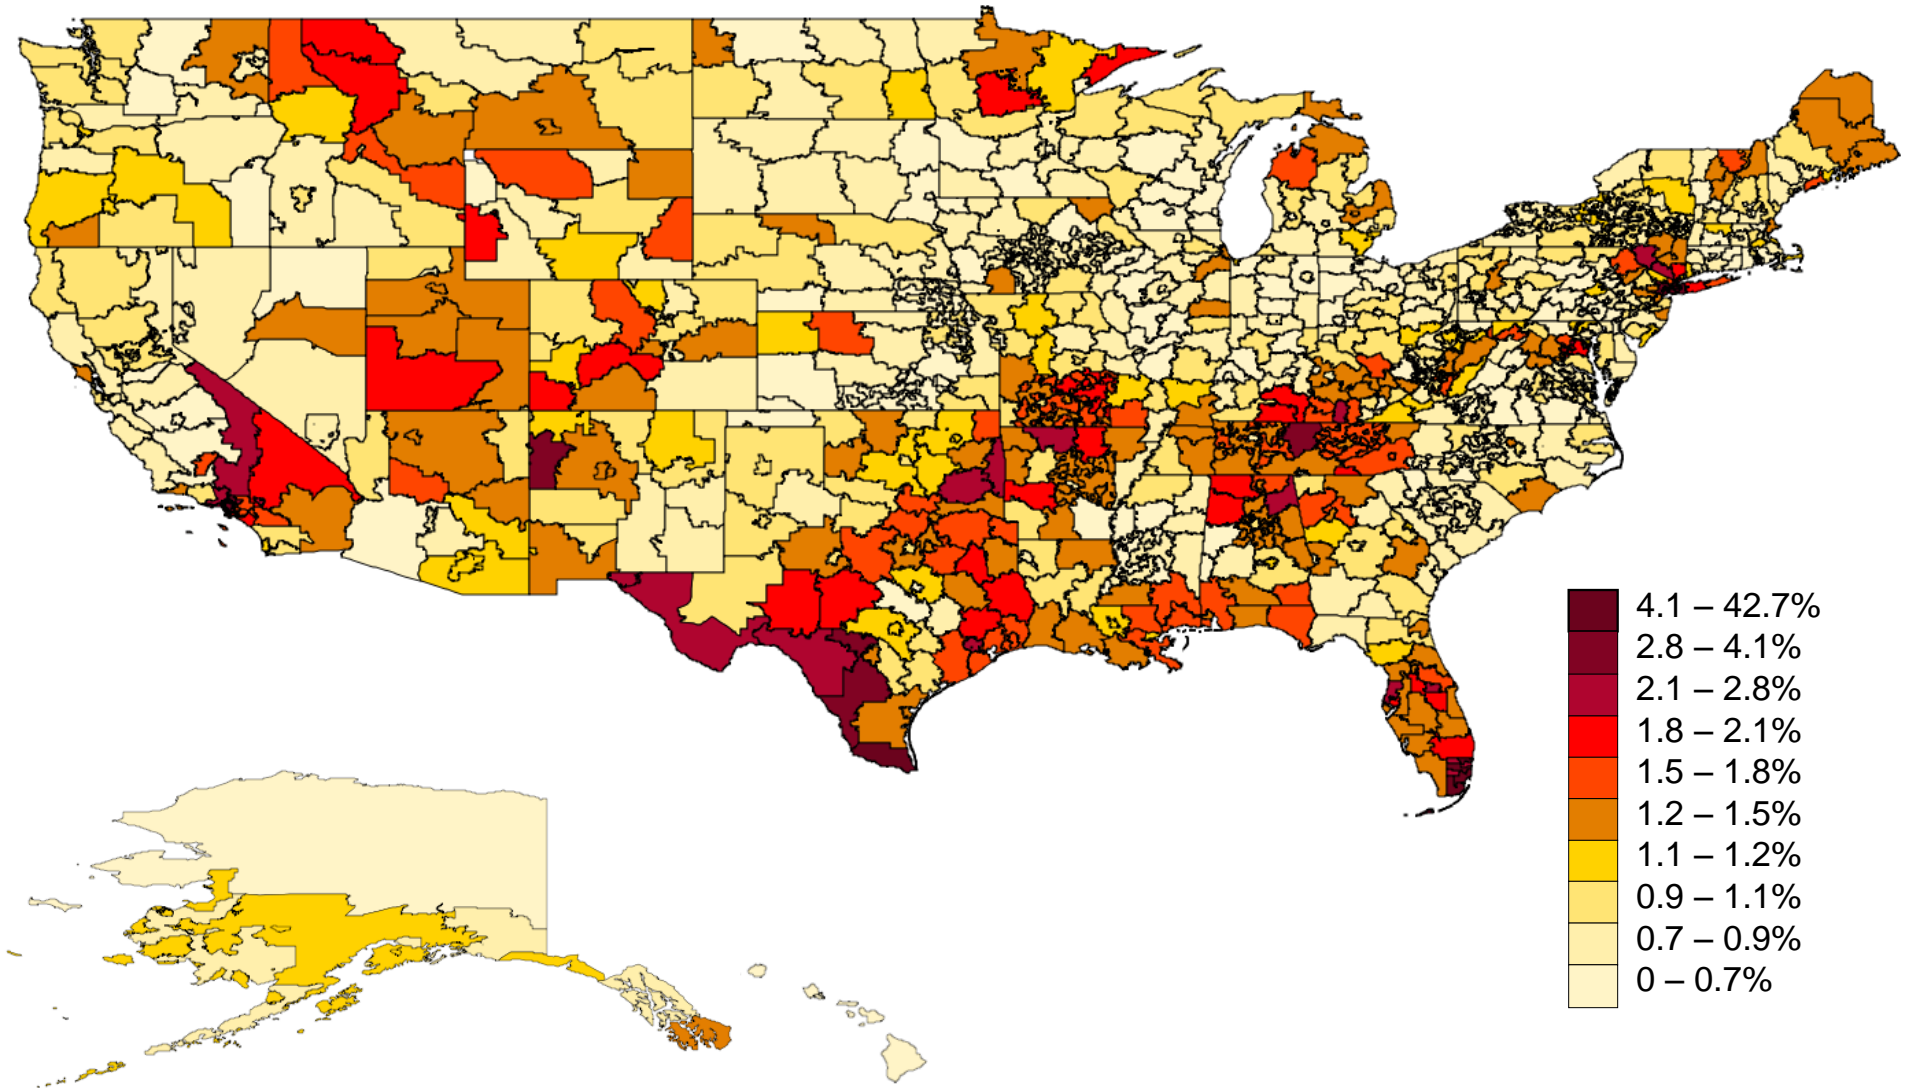 4.1 – 42.7%
2.8 – 4.1%
2.1 – 2.8%
1.8 – 2.1%
1.5 – 1.8%
1.2 – 1.5%
1.1 – 1.2%
0.9 – 1.1%
0.7 – 0.9%
0 – 0.7%